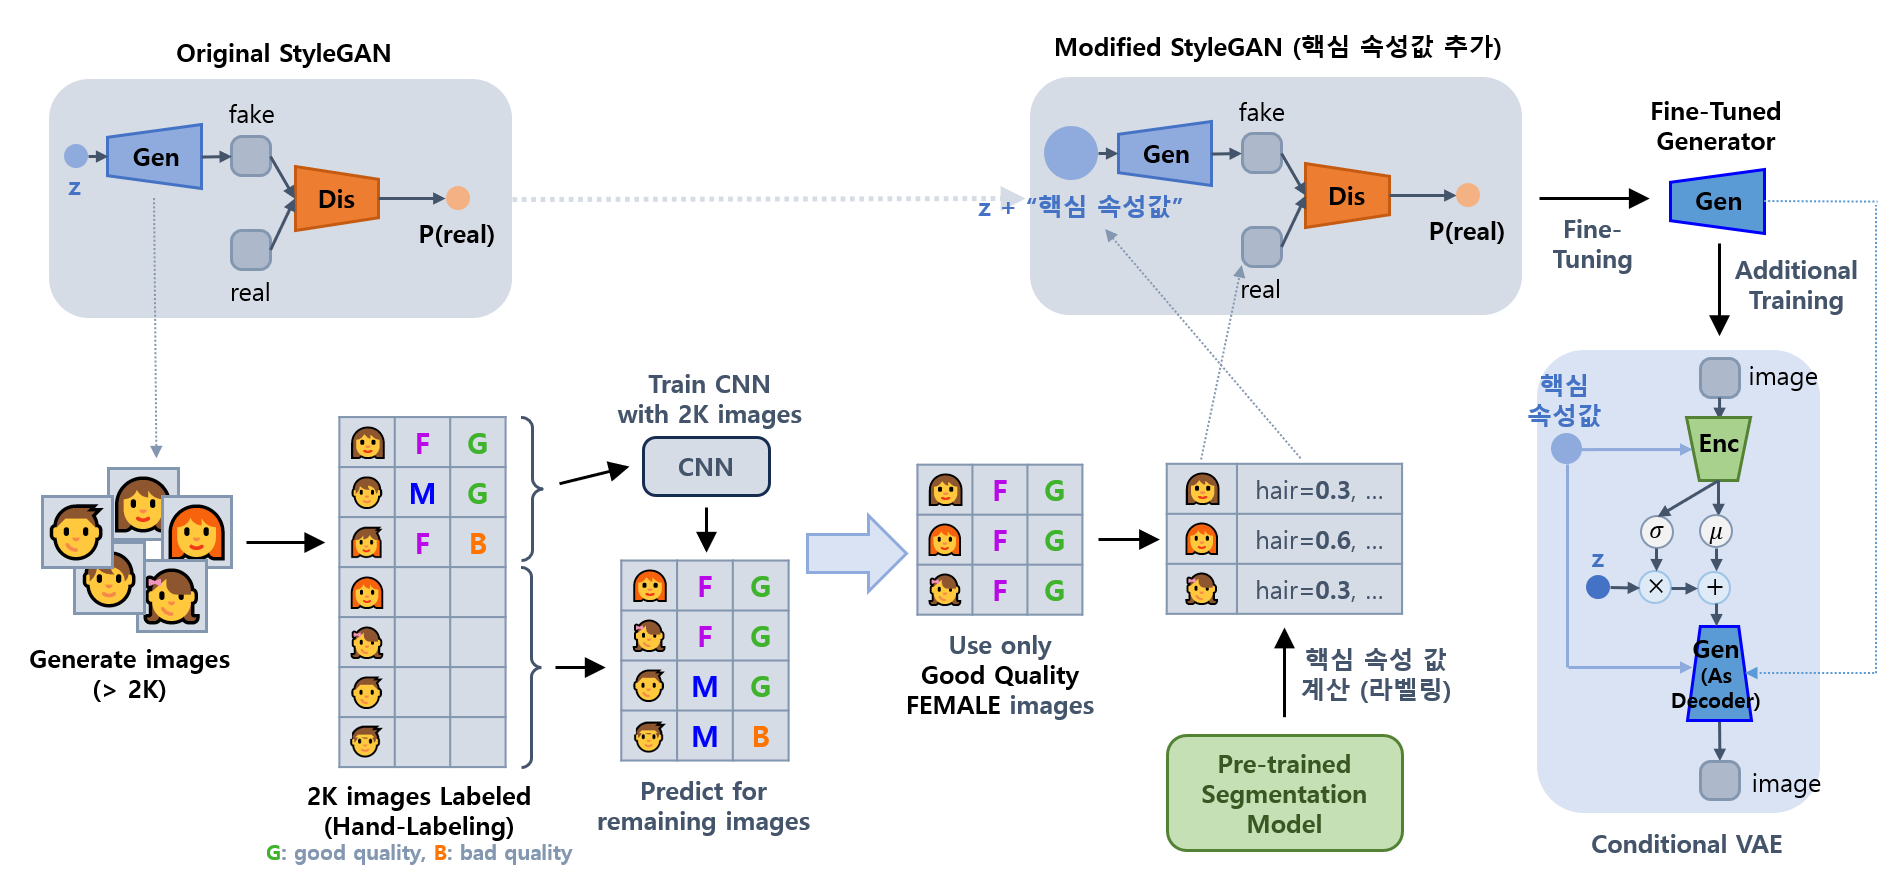 Original StyleGAN
fake
Gen
z
Dis
P(real)
real
Modified StyleGAN (핵심 속성값 추가)
fake
Gen
z + “핵심 속성값”
Dis
P(real)
real
Fine-
Tuning
Fine-Tuned
Generator
Gen
Additional
Training
Generate images
(> 2K)
F G
M G
F B
2K images Labeled
(Hand-Labeling)
G: good quality, B: bad quality
Train CNN
with 2K images
CNN
F G
F G
M G
M B
Predict for
remaining images
F G
F G
F G
Use only
Good Quality
FEMALE images
hair=0.3, ...
hair=0.6, ...
hair=0.3, ...
핵심 속성 값
계산 (라벨링)
Pre-trained
Segmentation
Model
image
핵심
속성값
Enc
σ μ
z
× +
Gen
(As
Decoder)
image
Conditional VAE